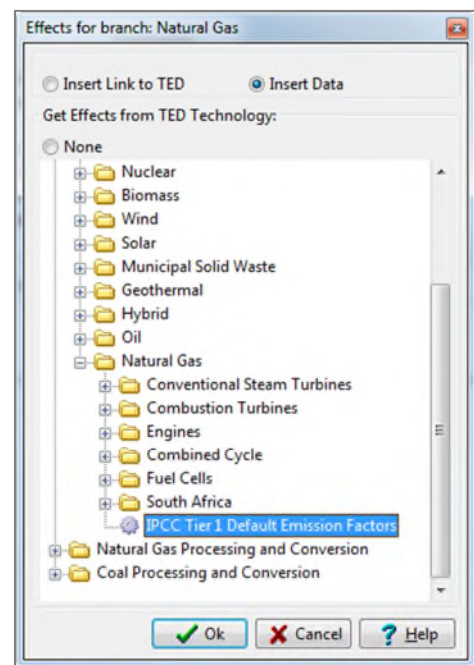 Effects for branch: Natural Gas
Insert Link to TED Insert Data
Get Effects from TED Technology:
None
Nuclear
Biomass
Wind
Solar
Municipal Solid Waste
Geothermal
Hybrid
Oil
Natural Gas
Conventional Steam Turbines
Combustion Turbines
Engines
Combined Cycle
Fuel Cells
South Africa
IPCC Tier 1 Default Emission Factors
Natural Gas Processing and Conversion
Coal Processing and Conversion
Ok Cancel ? Help